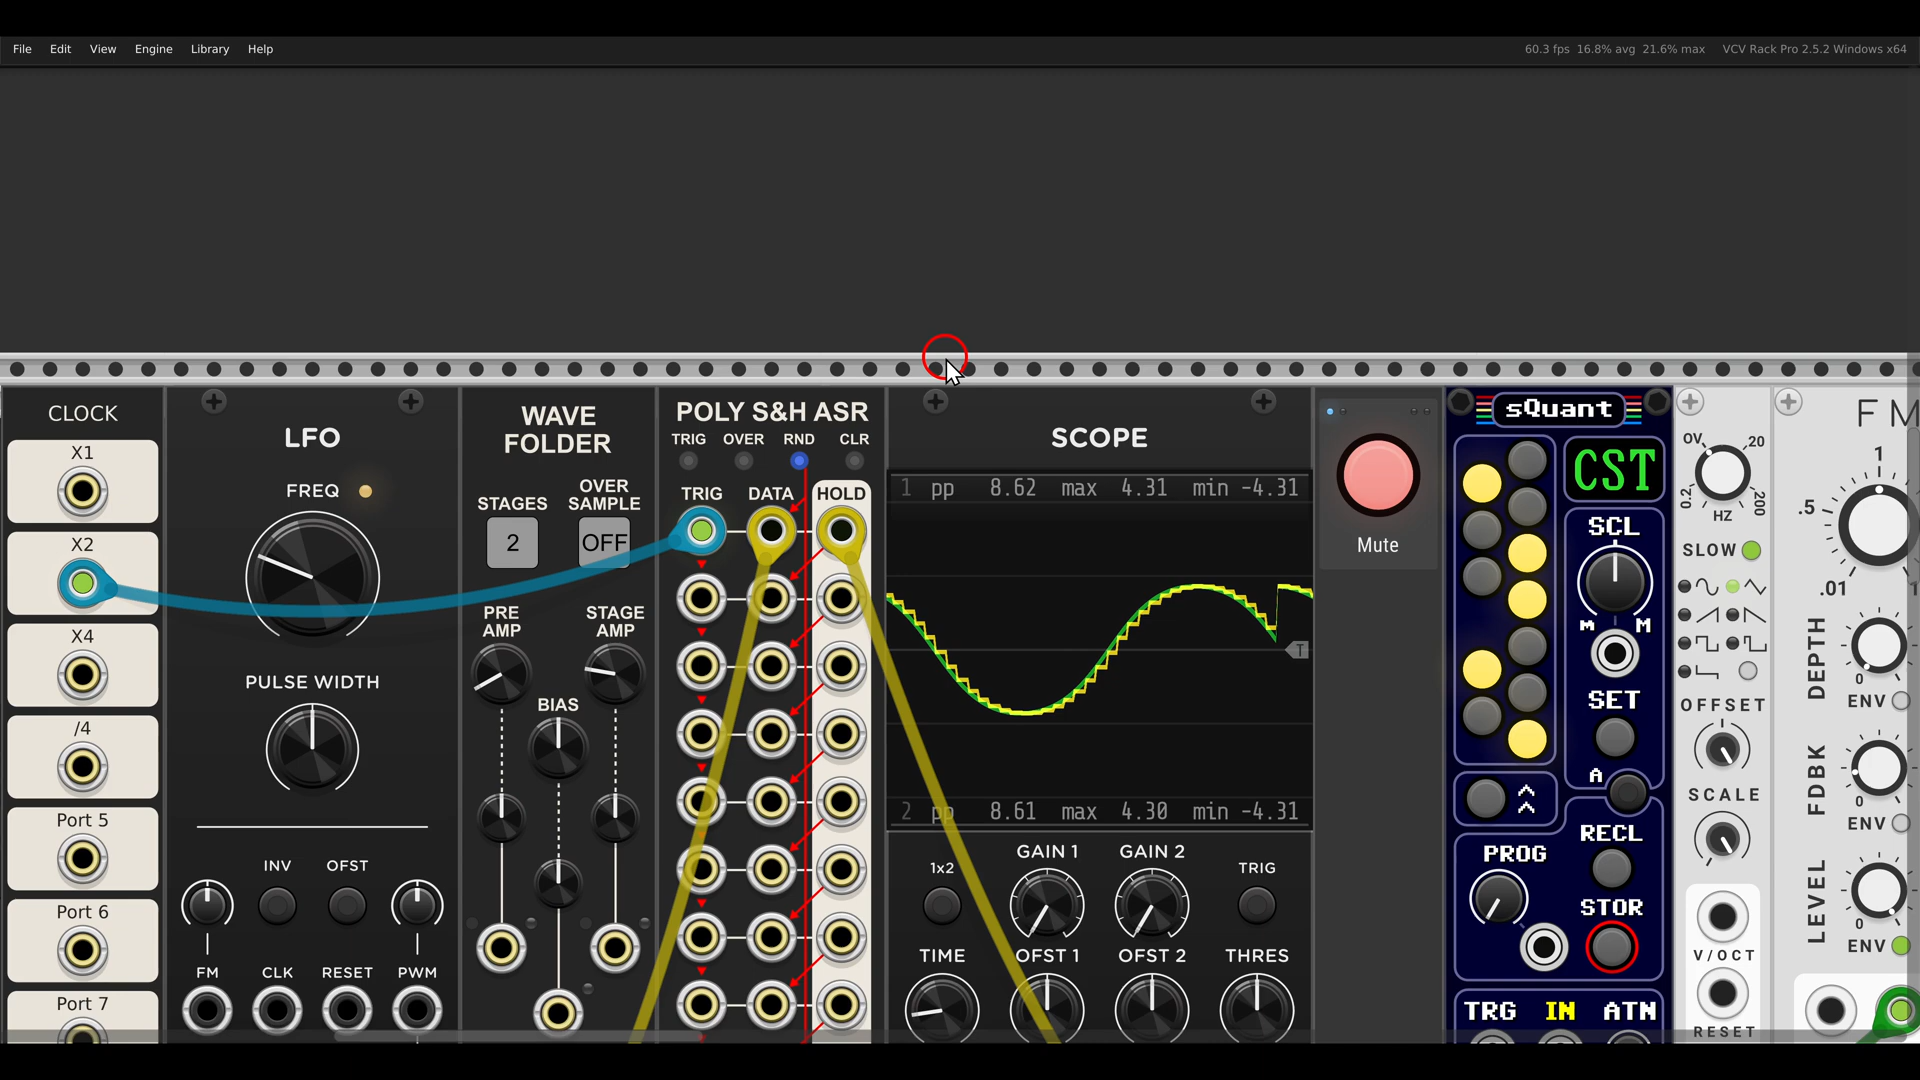 File Edit View Engine Library Help
60.3 fps 16.8% avg 21.6% max VCV Rack Pro 2.5.2 Windows x64
CLOCK
X1
X2
X4
/4
Port 5
Port 6
Port 7
LFO
FREQ
PULSE WIDTH
INV OFST
FM CLK RESET PWM
WAVE
FOLDER
STAGES
OVER
SAMPLE
2 OFF
PRE
AMP
STAGE
AMP
BIAS
POLY S&H ASR
TRIG OVER RND CLR
TRIG DATA HOLD
SCOPE
1 pp 8.62 max 4.31 min -4.31
T
2 pp 8.61 max 4.30 min -4.31
1x2 GAIN 1 GAIN 2 TRIG
TIME OFST 1 OFST 2 THRES
Mute
sQuant
CST
SCL
m M
SET
A
RECL
PROG
STOR
TRG IN ATN
0V 20
0.2 200
HZ
SLOW
OFFSET
SCALE
V/OCT
RESET
FM
1
.5
.01
DEPTH
0
ENV
FDBK
0
ENV
LEVEL
0
ENV